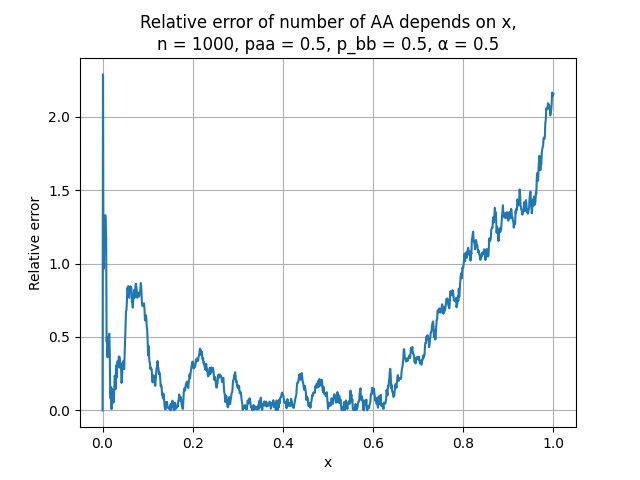 Relative error of number of AA depends on x,
n = 1000, paa = 0.5, p_bb = 0.5, α = 0.5
Relative error
2.0
1.5
1.0
0.5
0.0
0.0 0.2 0.4 0.6 0.8 1.0
x